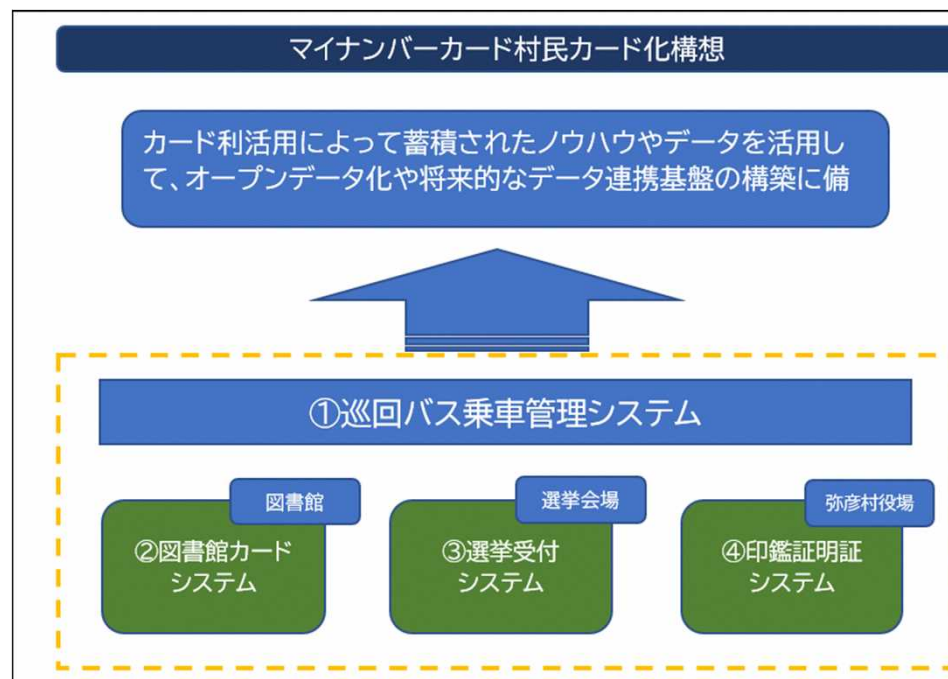 マイナンバーカード村民カード化構想
カード利活用によって蓄積されたノウハウやデータを活用し
て、オープンデータ化や将来的なデータ連携基盤の構築に備
①巡回バス乗車管理システム
図書館
②図書館カード
システム
選挙会場
③選挙受付
システム
弥彦村役場
④印鑑証明証
システム